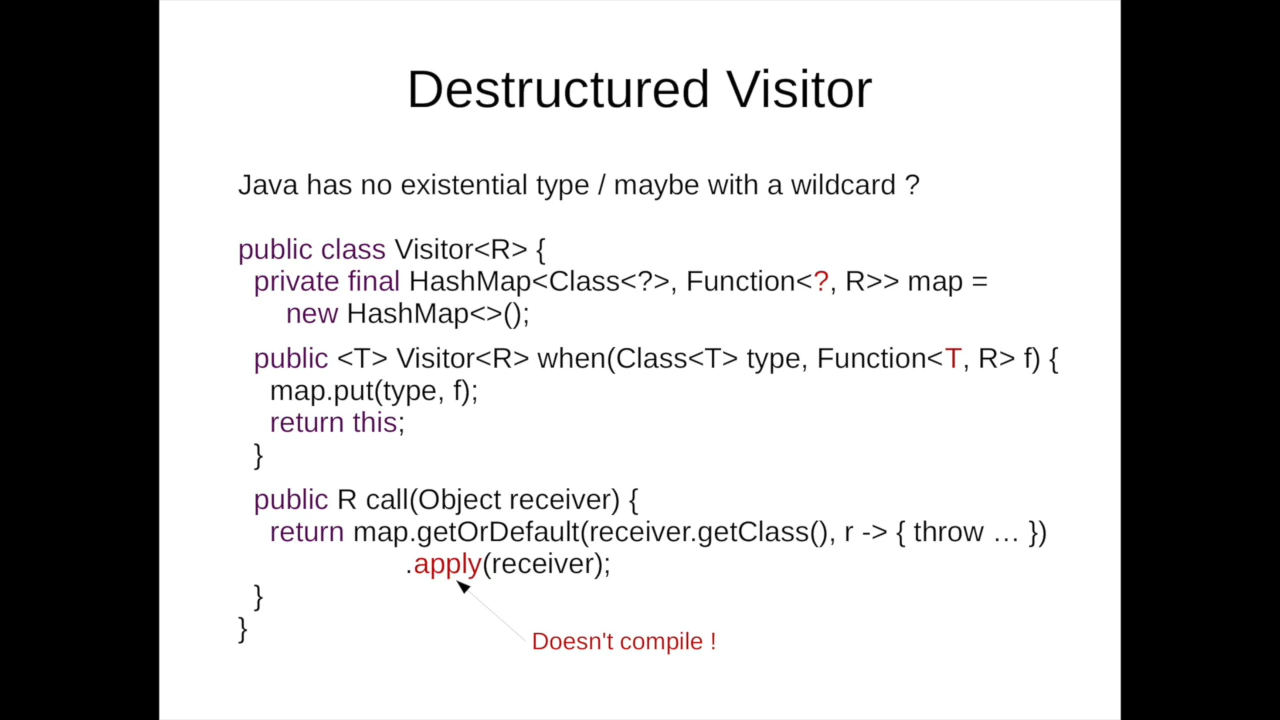 Destructured Visitor
Java has no existential type / maybe with a wildcard ?
public class Visitor<R> {
private final HashMap<Class<?>, Function<?, R>> map =
new HashMap<>();
public <T> Visitor<R> when(Class<T> type, Function<T, R> f) {
map.put(type, f);
return this;
}
public R call(Object receiver) {
return map.getOrDefault(receiver.getClass(), r -> { throw … })
.apply(receiver);
}
}
Doesn't compile !